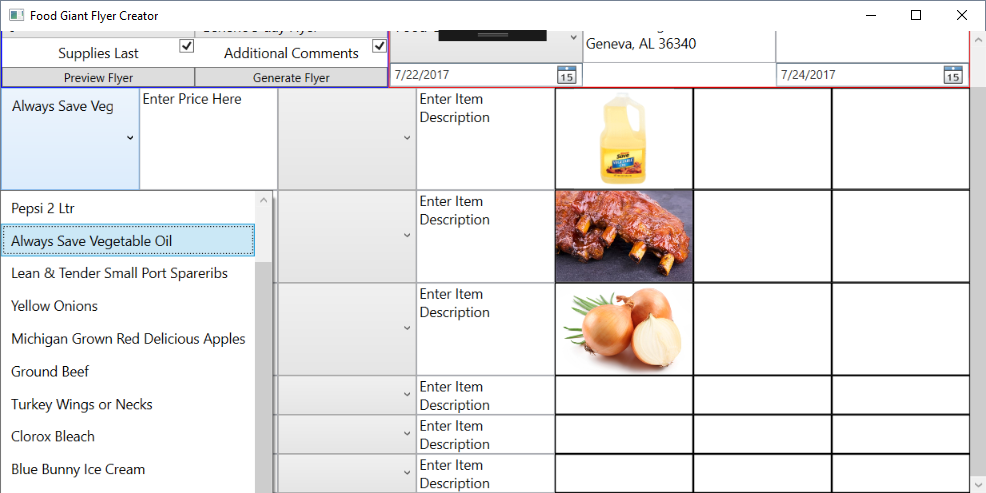 Food Giant Flyer Creator
Geneva, AL 36340
Supplies Last
Additional Comments
Preview Flyer
Generate Flyer
7/22/2017
15
7/24/2017
15
Always Save Veg
Enter Price Here
Enter Item
Description
Save
Pepsi 2 Ltr
Always Save Vegetable Oil
Lean & Tender Small Port Spareribs
Yellow Onions
Michigan Grown Red Delicious Apples
Ground Beef
Turkey Wings or Necks
Clorox Bleach
Blue Bunny Ice Cream
Enter Item
Description
Enter Item
Description
Enter Item
Description
Enter Item
Description
Enter Item
Description